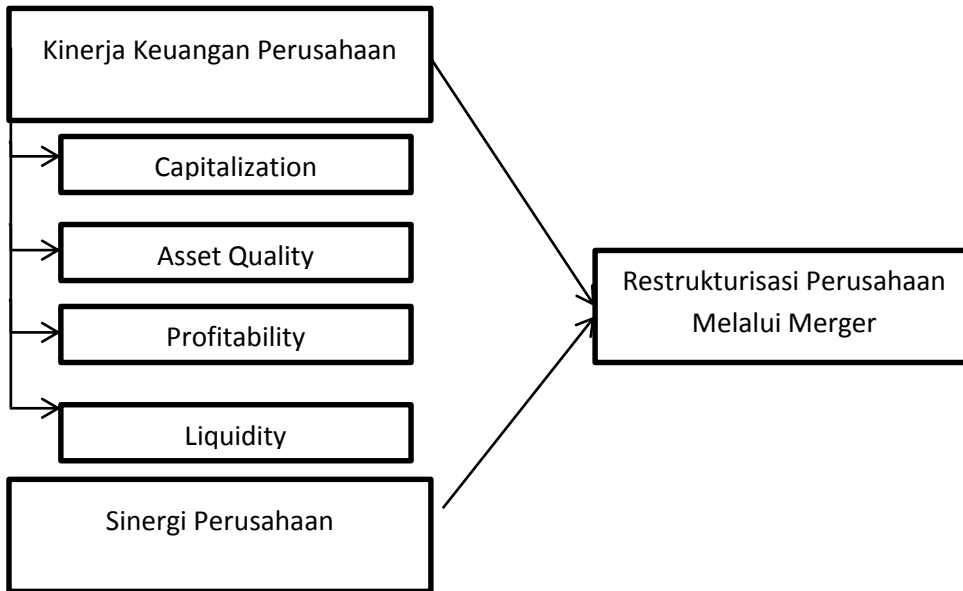 Kinerja Keuangan Perusahaan
Capitalization
Asset Quality
Profitability
Liquidity
Sinergi Perusahaan
Restrukturisasi Perusahaan
Melalui Merger